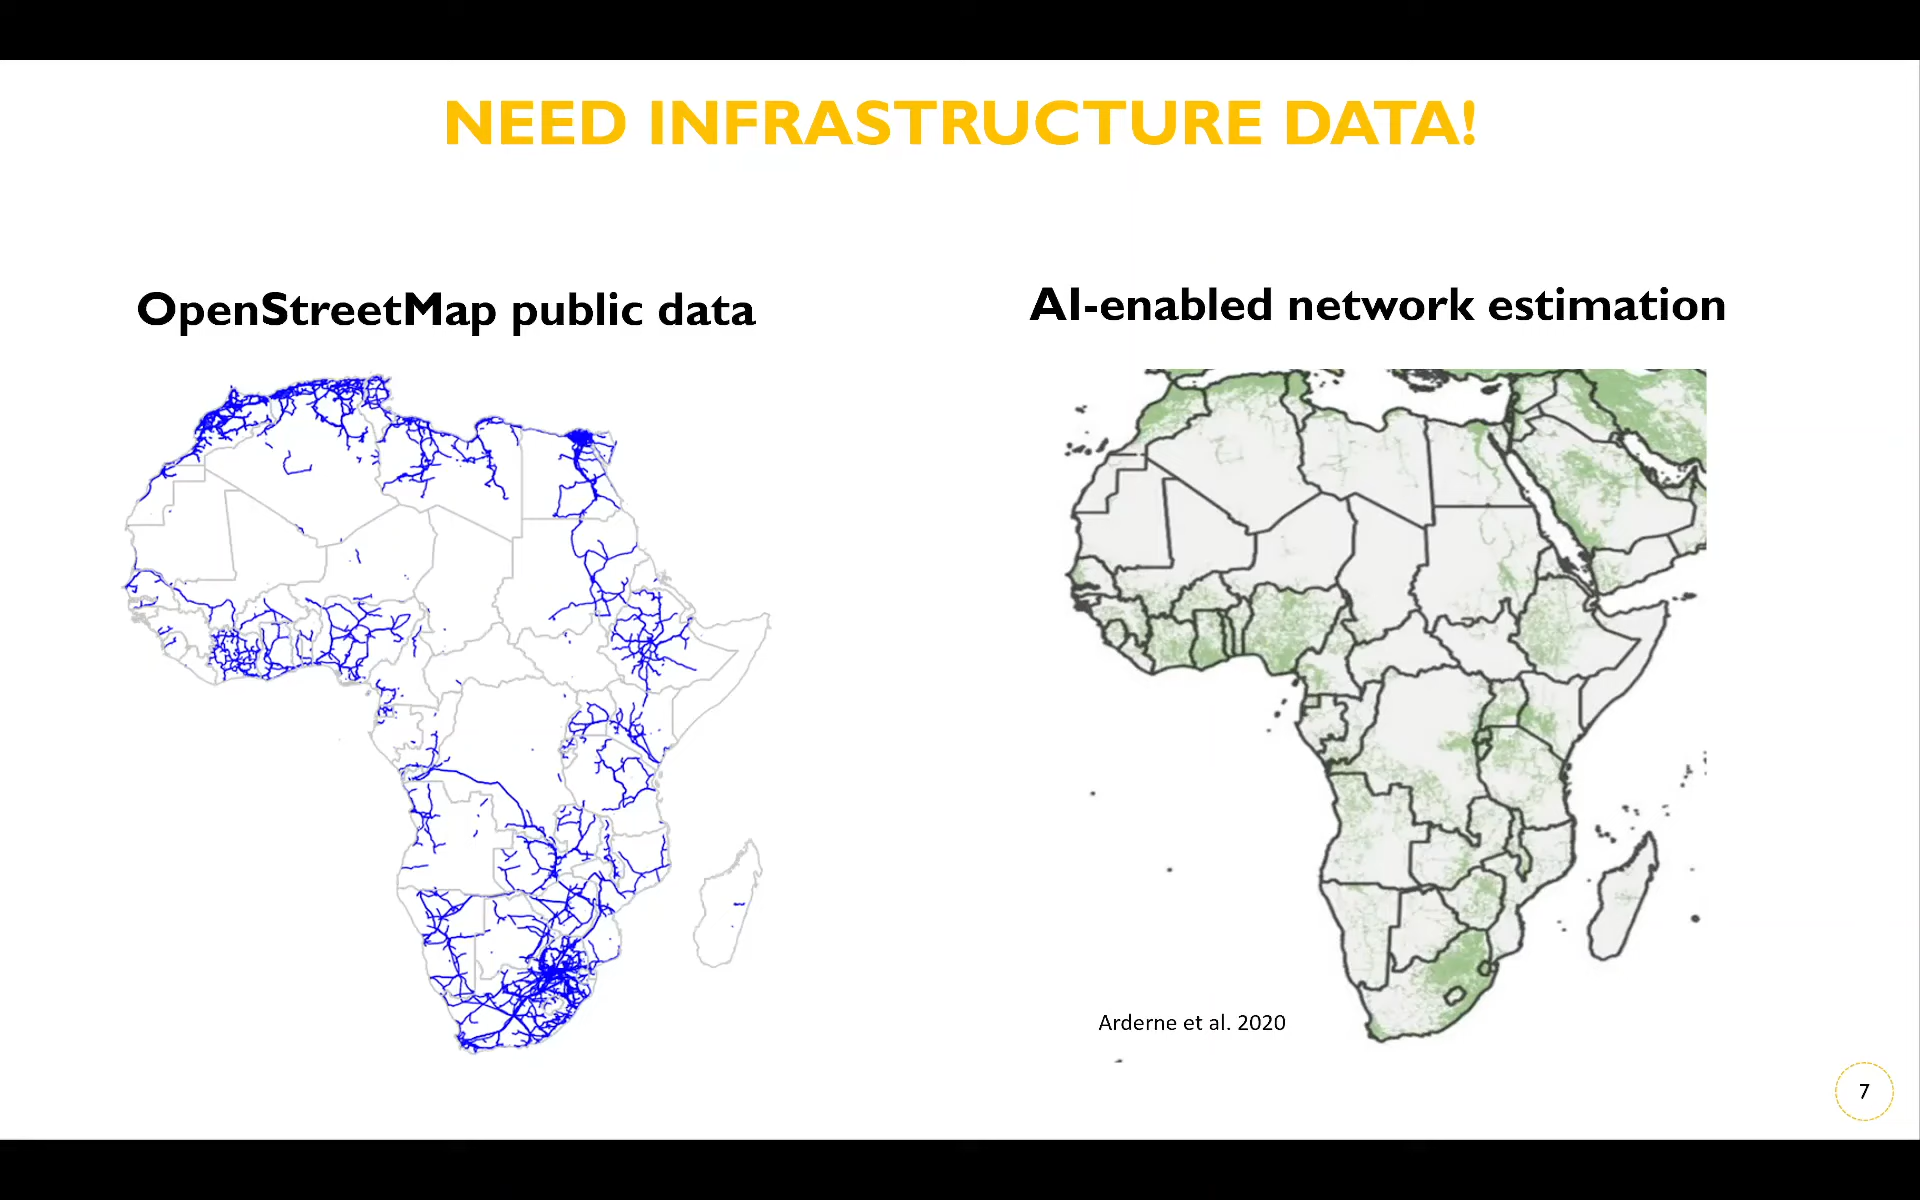 NEED INFRASTRUCTURE DATA!
OpenStreetMap public data
AI-enabled network estimation
Arderne et al. 2020
7